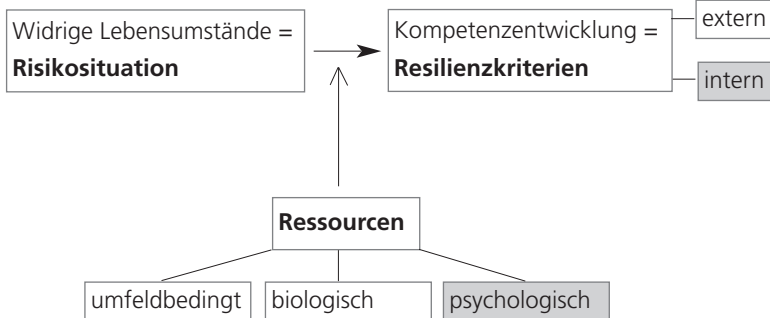 Widrige Lebensumstände =
Risikosituation
Kompetenzentwicklung =
Resilienzkriterien
extern
intern
Ressourcen
umfeldbedingt
biologisch
psychologisch